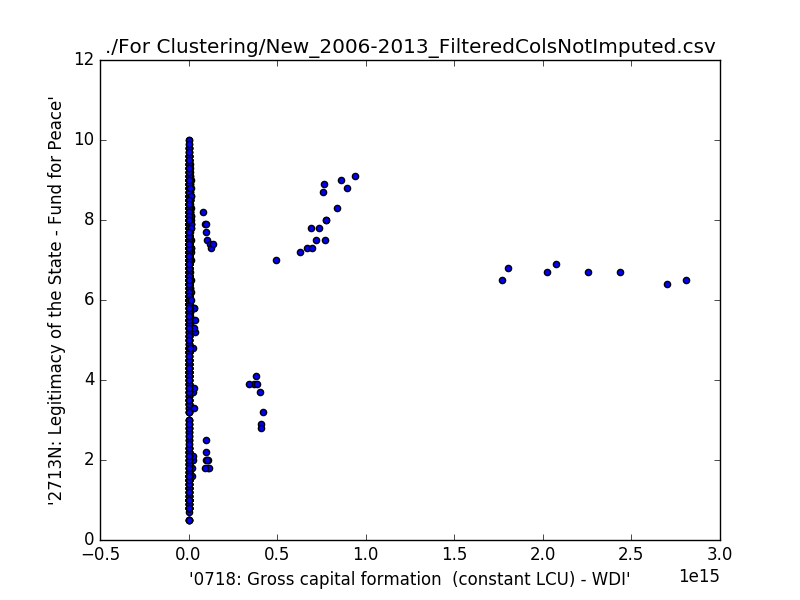 ./For Clustering/New_2006-2013_FilteredColsNotImputed.csv
12
10
8
6
4
2
0
'2713N: Legitimacy of the State - Fund for Peace'
−0.5 0.0 0.5 1.0 1.5 2.0 2.5 3.0
1e15
'0718: Gross capital formation  (constant LCU) - WDI'